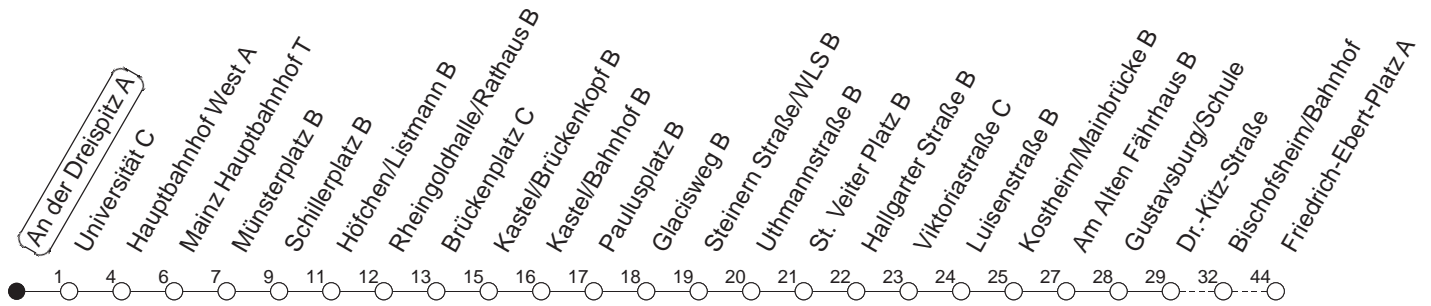 An der Dreispitz A
Universität C
Hauptbahnhof West A
Mainz Hauptbahnhof T
Münsterplatz B
Schillerplatz B
Höfchen/Listmann B
Rheingoldhalle/Rathaus B
Brückenplatz C
Kastel/Brückenkopf B
Kastel/Bahnhof B
Paulusplatz B
Glacisweg B
Steinern Straße/WLS B
Uthmannstraße B
St. Veiter Platz B
Hallgarter Straße B
Viktoriastraße C
Luisenstraße B
Kostheim/Mainbrücke B
Am Alten Fährhaus B
Gustavsburg/Schule
Dr.-Kitz-Straße
Bischofsheim/Bahnhof
Friedrich-Ebert-Platz A
1 4 6 7 9 11 12 13 15 16 17 18 19 20 21 22 23 24 25 27 28 29 32 44